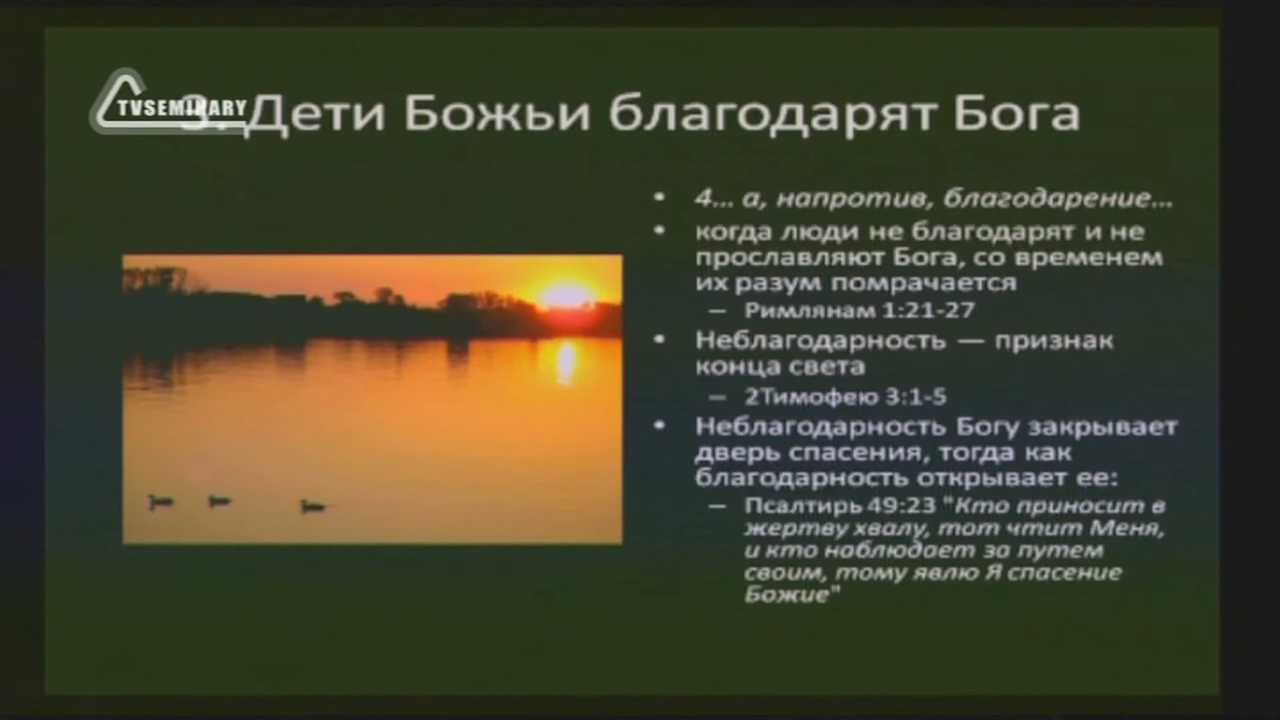 TVSEMINARY
3. Дети Божьи благодарят Бога
• 4... а, напротив, благодарение...
• когда люди не благодарят и не
прославляют Бога, со временем
их разум помрачается
– Римлянам 1:21-27
• Неблагодарность — признак
конца света
– 2Тимофею 3:1-5
• Неблагодарность Богу закрывает
дверь спасения, тогда как
благодарность открывает ее:
– Псалтирь 49:23 "Кто приносит в
жертву хвалу, тот чтит Меня,
и кто наблюдает за путем
своим, тому явлю Я спасение
Божие"